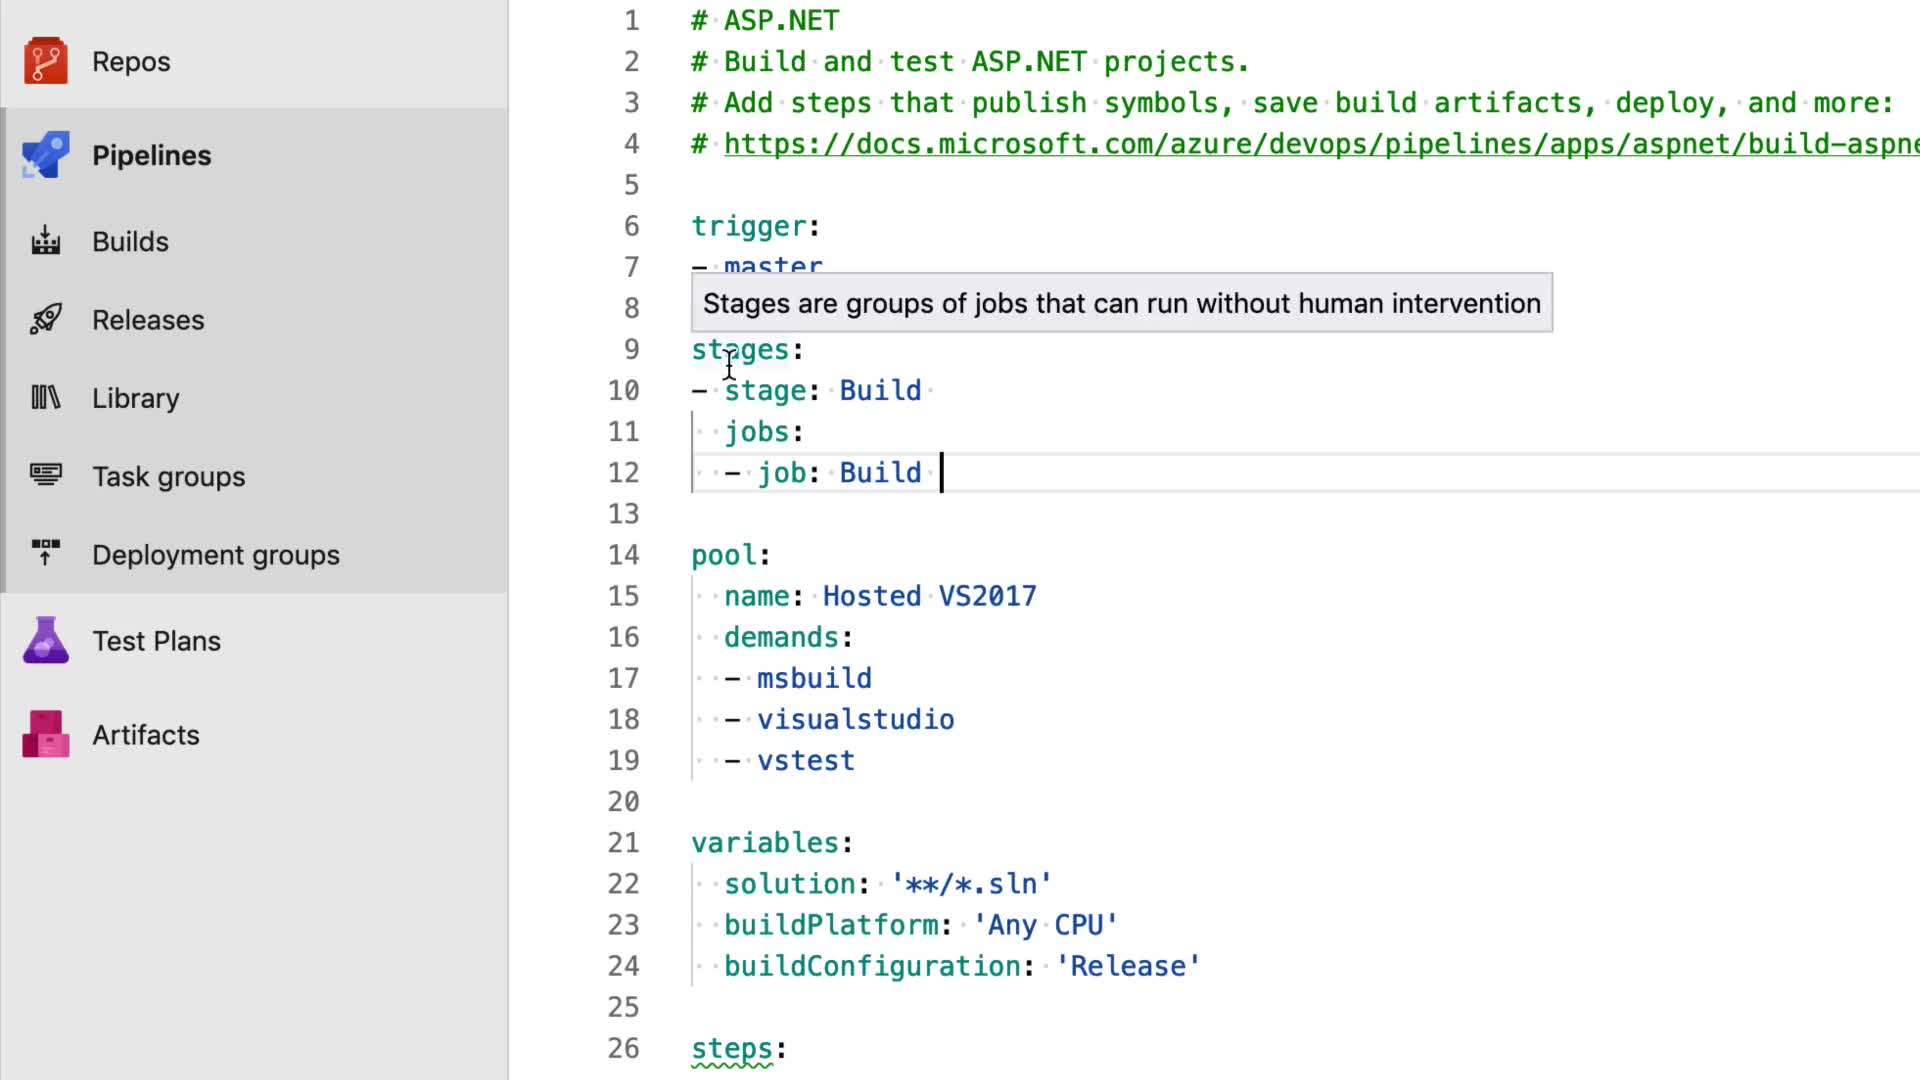 Repos
Pipelines
Builds
Releases
Library
Task groups
Deployment groups
Test Plans
Artifacts
1 # ASP.NET
2 # Build and test ASP.NET projects.
3 # Add steps that publish symbols, save build artifacts, deploy, and more:
4 # https://docs.microsoft.com/azure/devops/pipelines/apps/aspnet/build-aspne
5
6 trigger:
7 - master
Stages are groups of jobs that can run without human intervention
8
9 stages:
10 - stage: Build
11 jobs:
12 - job: Build
13
14 pool:
15 name: Hosted VS2017
16 demands:
17 - msbuild
18 - visualstudio
19 - vstest
20
21 variables:
22 solution: '**/*.sln'
23 buildPlatform: 'Any CPU'
24 buildConfiguration: 'Release'
25
26 steps: